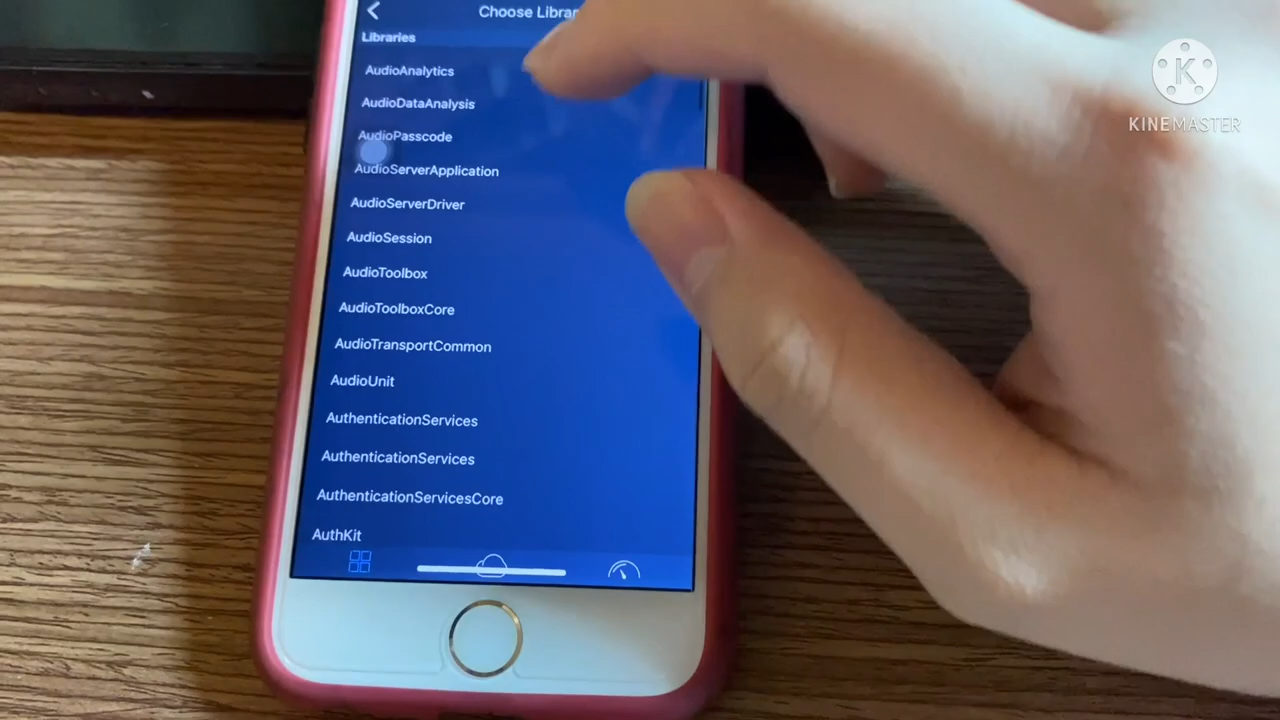 Choose Librar
Libraries
AudioAnalytics
AudioDataAnalysis
AudioPasscode
AudioServerApplication
AudioServerDriver
AudioSession
AudioToolbox
AudioToolboxCore
AudioTransportCommon
AudioUnit
AuthenticationServices
AuthenticationServices
AuthenticationServicesCore
AuthKit
K
KINEMASTER